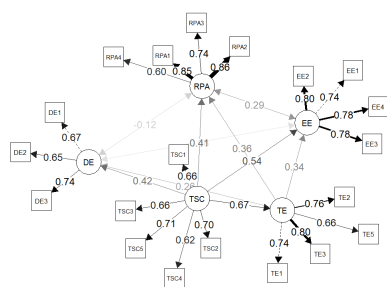 RPA3
RPA4
RPA1
RPA2
0.74
0.60
0.85
0.86
RPA
EE2
EE1
EE4
EE3
0.80
0.74
0.78
0.78
EE
0.29
-0.12
DE1
0.67
DE2
0.65
DE3
0.74
DE
0.41
0.36
0.54
0.34
TSC1
0.66
0.42
TSC
0.67
TSC3
0.66
TSC5
0.71
TSC4
0.62
TSC2
0.70
TE
TE2
0.76
TE5
0.66
TE3
0.80
TE1
0.74